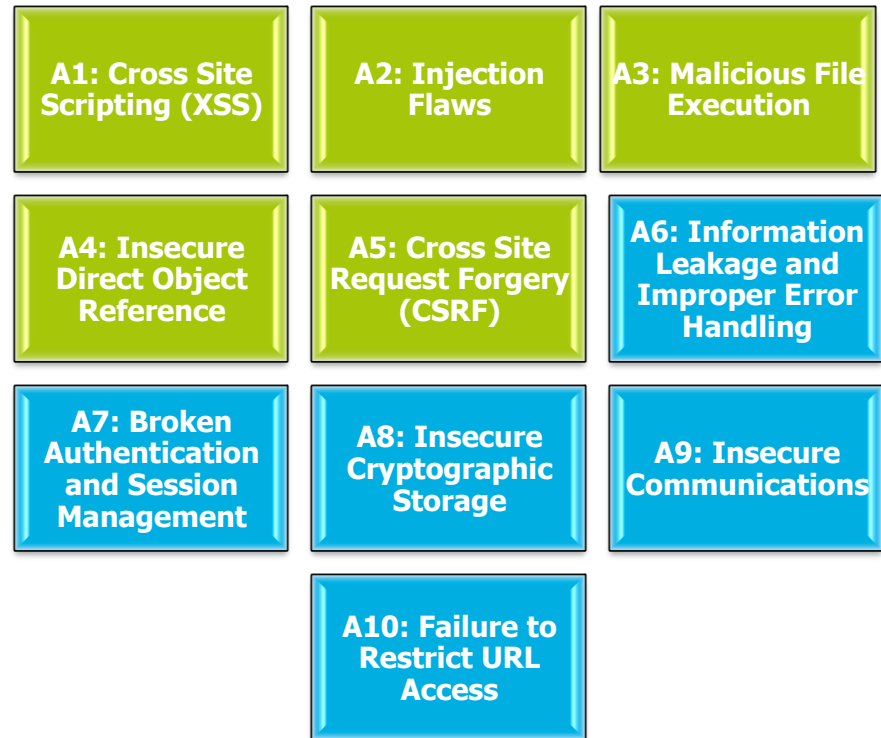 A1: Cross Site
Scripting (XSS)
A2: Injection
Flaws
A3: Malicious File
Execution
A4: Insecure
Direct Object
Reference
A5: Cross Site
Request Forgery
(CSRF)
A6: Information
Leakage and
Improper Error
Handling
A7: Broken
Authentication
and Session
Management
A8: Insecure
Cryptographic
Storage
A9: Insecure
Communications
A10: Failure to
Restrict URL
Access